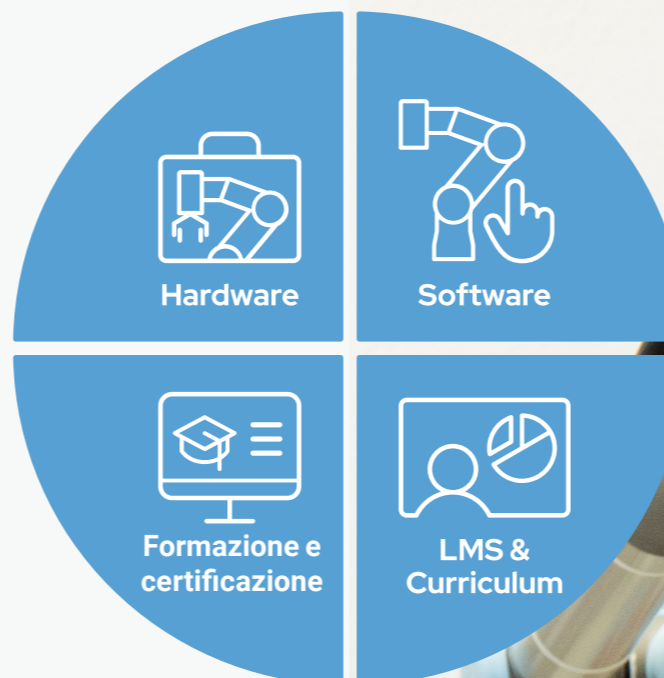 Hardware
Software
Formazione e
certificazione
LMS &
Curriculum